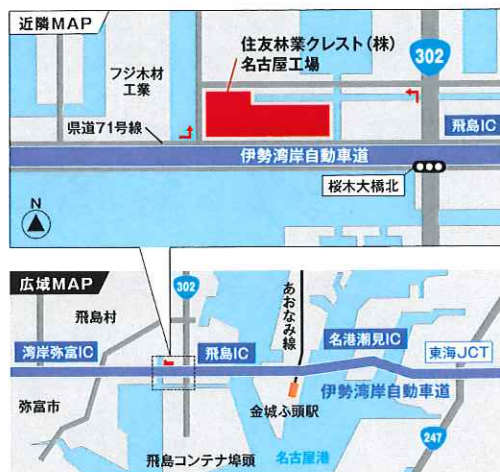 近隣MAP
住友林業クレスト(株)
名古屋工場
302
フジ木材
工業
県道71号線
飛島IC
伊勢湾岸自動車道
桜木大橋北
N
広域MAP
302
あおなみ線
飛島村
湾岸弥富IC
飛島IC
名港潮見IC
東海JCT
伊勢湾岸自動車道
弥富市
金城ふ頭駅
飛島コンテナ埠頭
名古屋港
247